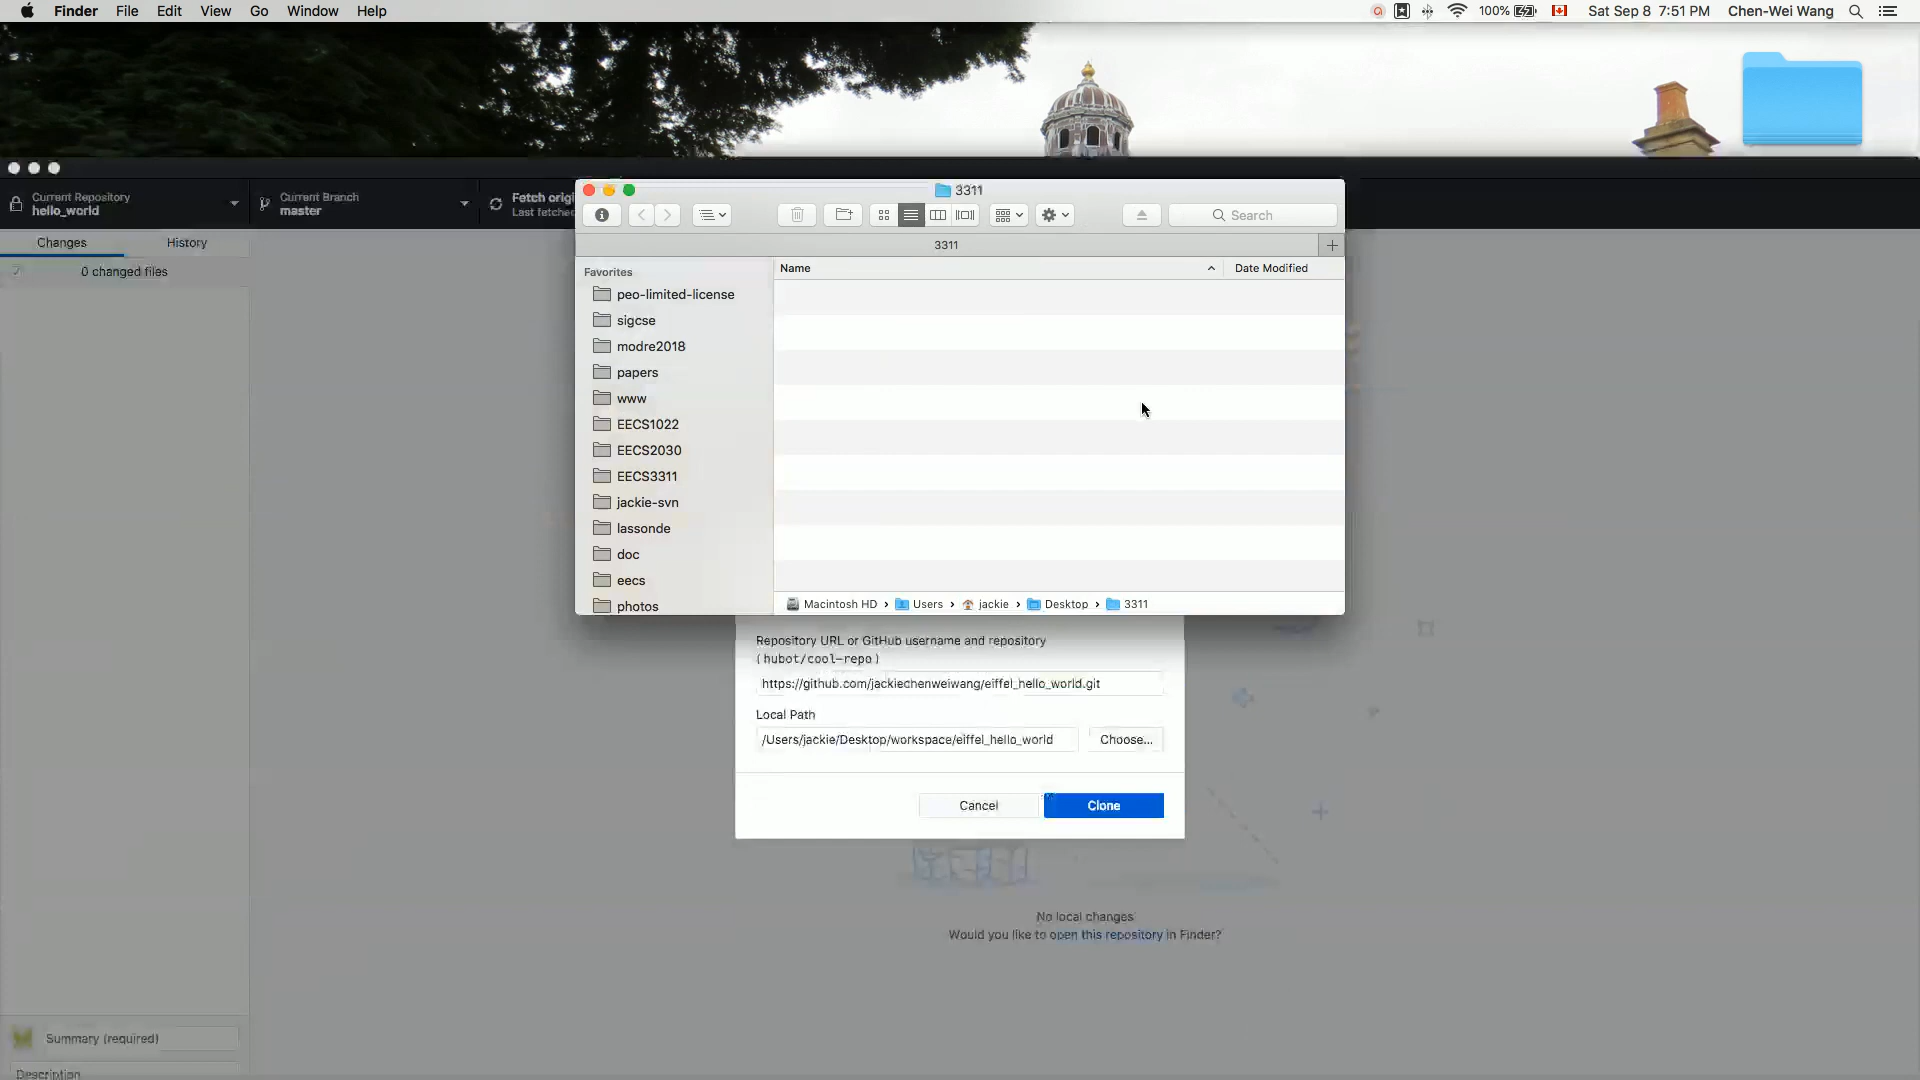 Finder File Edit View Go Window Help
100% Sat Sep 8 7:51 PM Chen-Wei Wang
Current Repository
hello_world
Current Branch
master
Fetch origi
Last fetched
3311
Search
3311
Changes History
0 changed files
Favorites
peo-limited-license
sigcse
modre2018
papers
www
EECS1022
EECS2030
EECS3311
jackie-svn
lassonde
doc
eecs
photos
Name Date Modified
Macintosh HD › Users › jackie › Desktop › 3311
Repository URL or GitHub username and repository
(hubot/cool-repo)
https://github.com/jackiechenweiwang/eiffel_hello_world.git
Local Path
/Users/jackie/Desktop/workspace/eiffel_hello_world Choose...
Cancel Clone
No local changes
Would you like to open this repository in Finder?
Summary (required)
Description